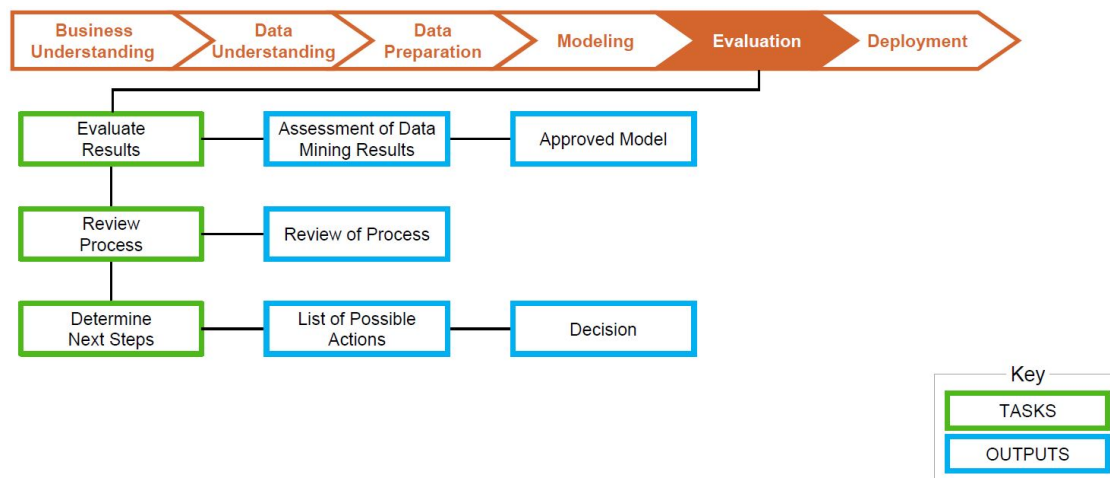 Business
Understanding
Data
Understanding
Data
Preparation
Modeling
Evaluation
Deployment
Evaluate
Results
Assessment of Data
Mining Results
Approved Model
Review
Process
Review of Process
Determine
Next Steps
List of Possible
Actions
Decision
Key
TASKS
OUTPUTS